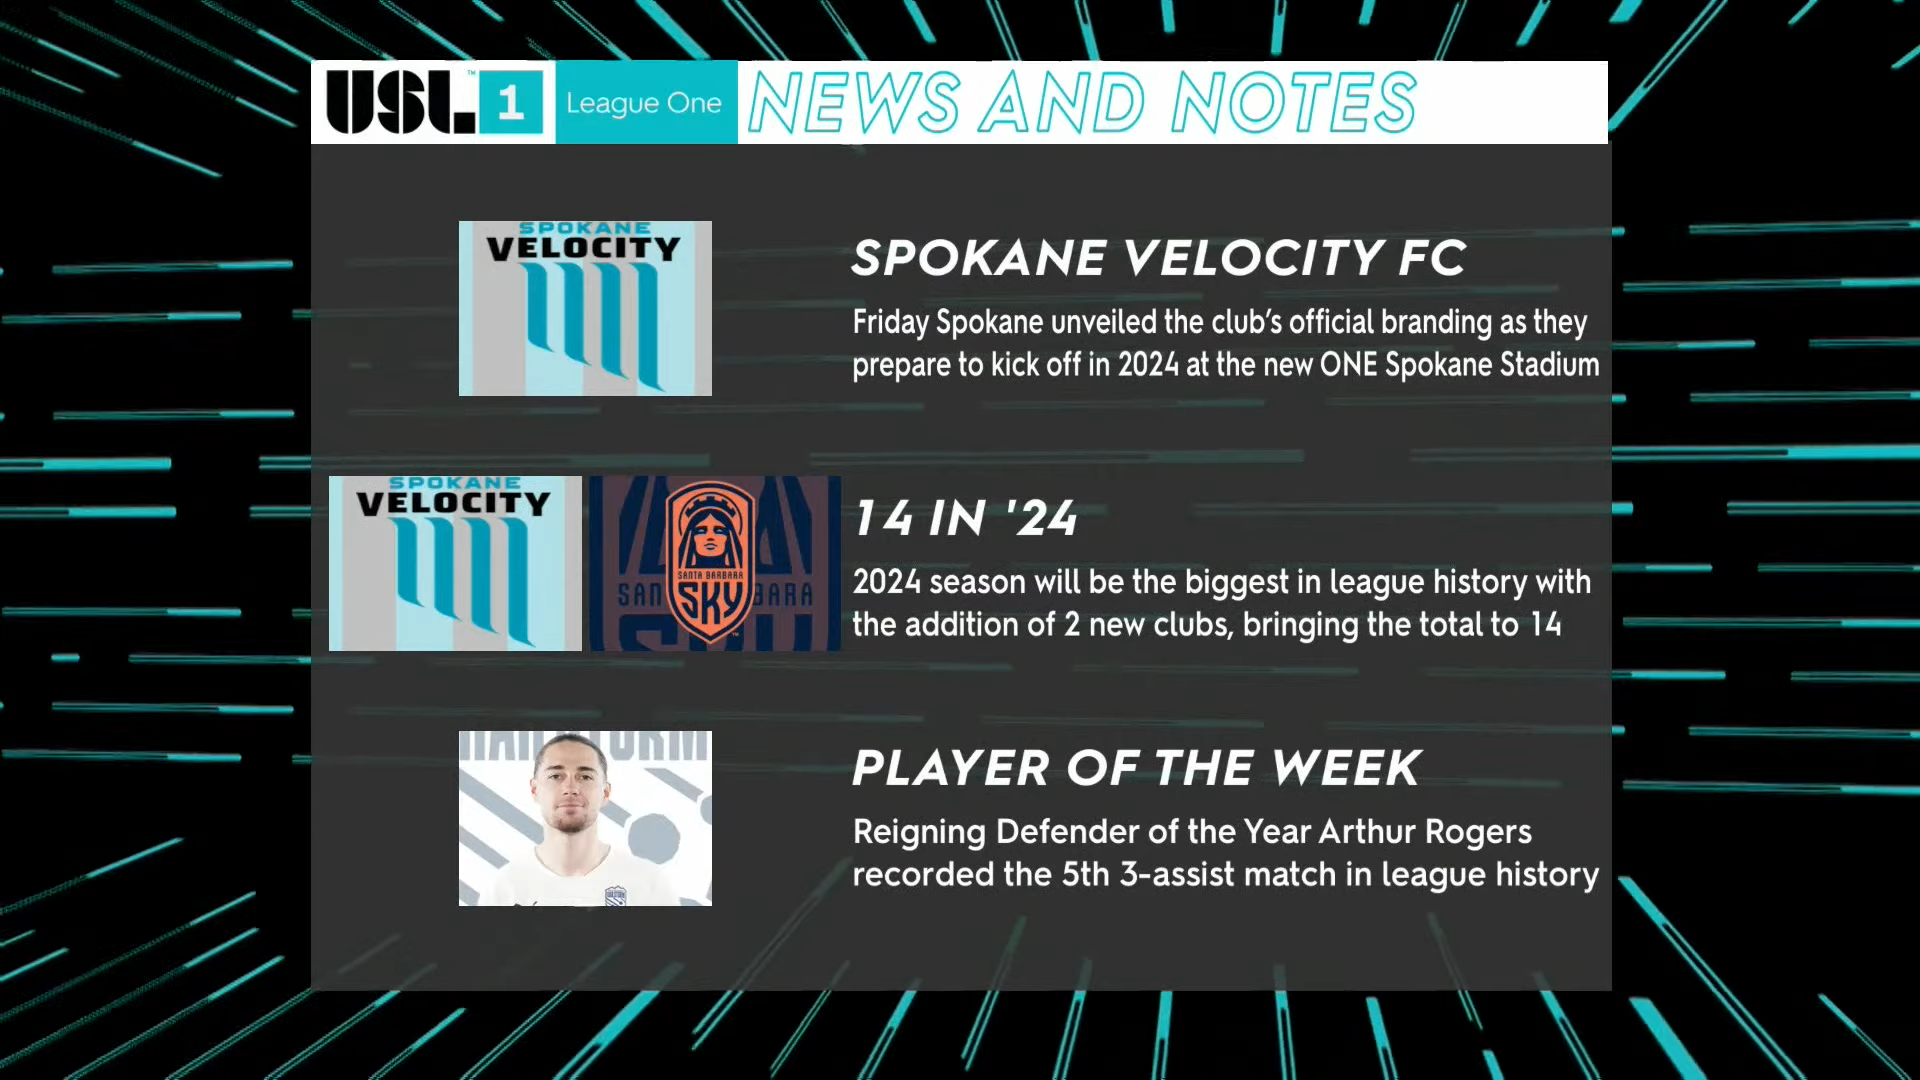 USL 1 League One NEWS AND NOTES
SPOKANE
VELOCITY
SPOKANE VELOCITY FC
Friday Spokane unveiled the club's official branding as they
prepare to kick off in 2024 at the new ONE Spokane Stadium
SPOKANE
VELOCITY
SANTA BARBARA
SKY
14 IN '24
2024 season will be the biggest in league history with
the addition of 2 new clubs, bringing the total to 14
PLAYER OF THE WEEK
Reigning Defender of the Year Arthur Rogers
recorded the 5th 3-assist match in league history